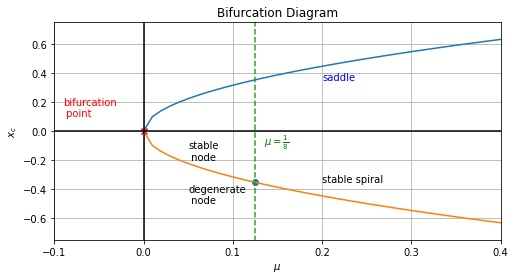 Bifurcation Diagram
0.6
0.4
0.2
0.0
−0.2
−0.4
−0.6
x_c
saddle
bifurcation
point
μ = 1/8
stable
node
stable spiral
degenerate
node
−0.1
0.0
0.1
0.2
0.3
0.4
μ